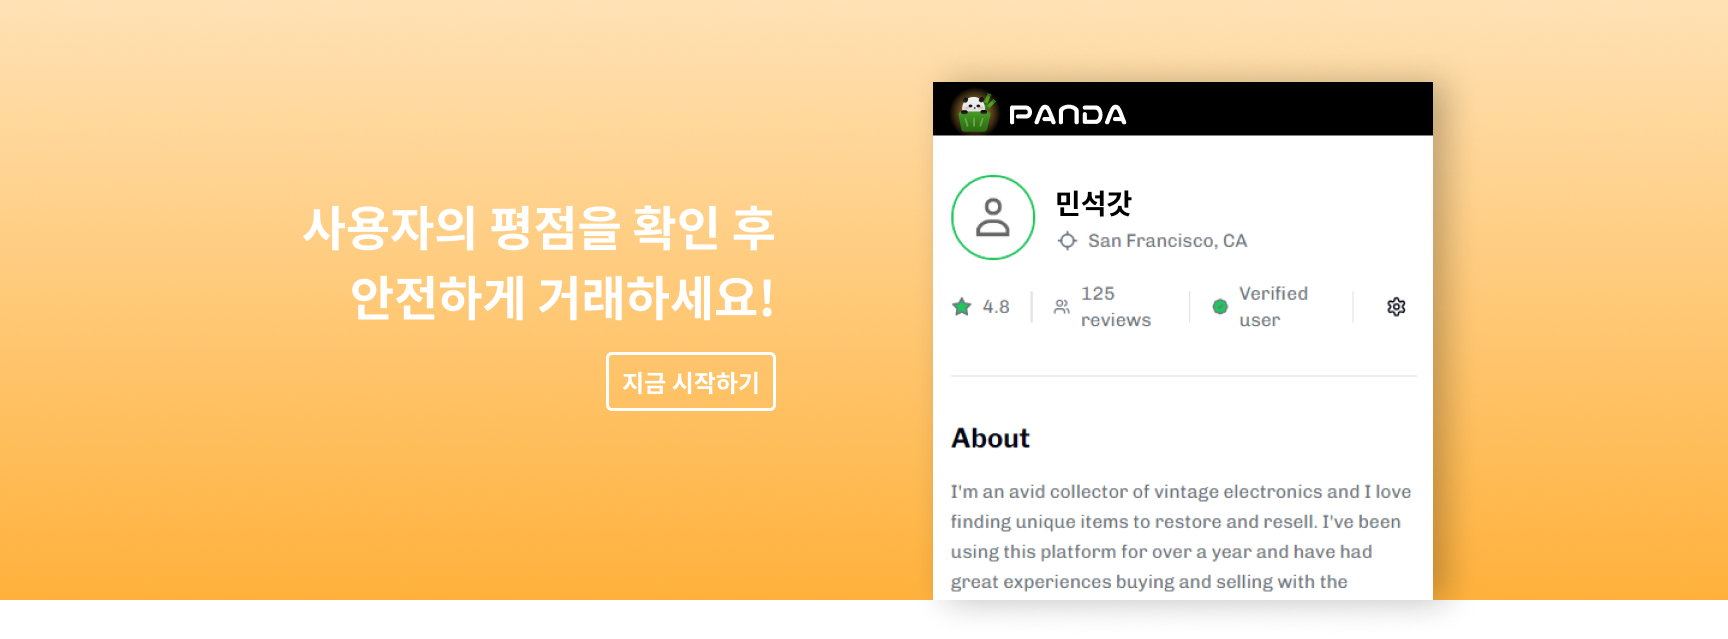 사용자의 평점을 확인 후
안전하게 거래하세요!
지금 시작하기
PANDA
민석갓
San Francisco, CA
4.8
125
reviews
Verified
user
About
I'm an avid collector of vintage electronics and I love
finding unique items to restore and resell. I've been
using this platform for over a year and have had
great experiences buying and selling with the